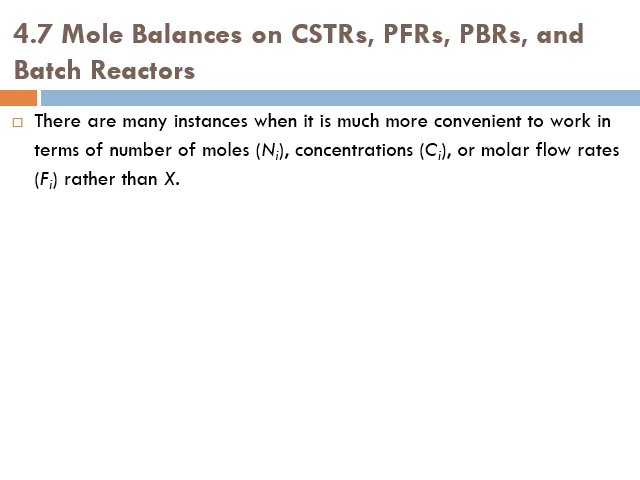 4.7 Mole Balances on CSTRs, PFRs, PBRs, and
Batch Reactors
There are many instances when it is much more convenient to work in
terms of number of moles (Ni), concentrations (Ci), or molar flow rates
(Fi) rather than X.